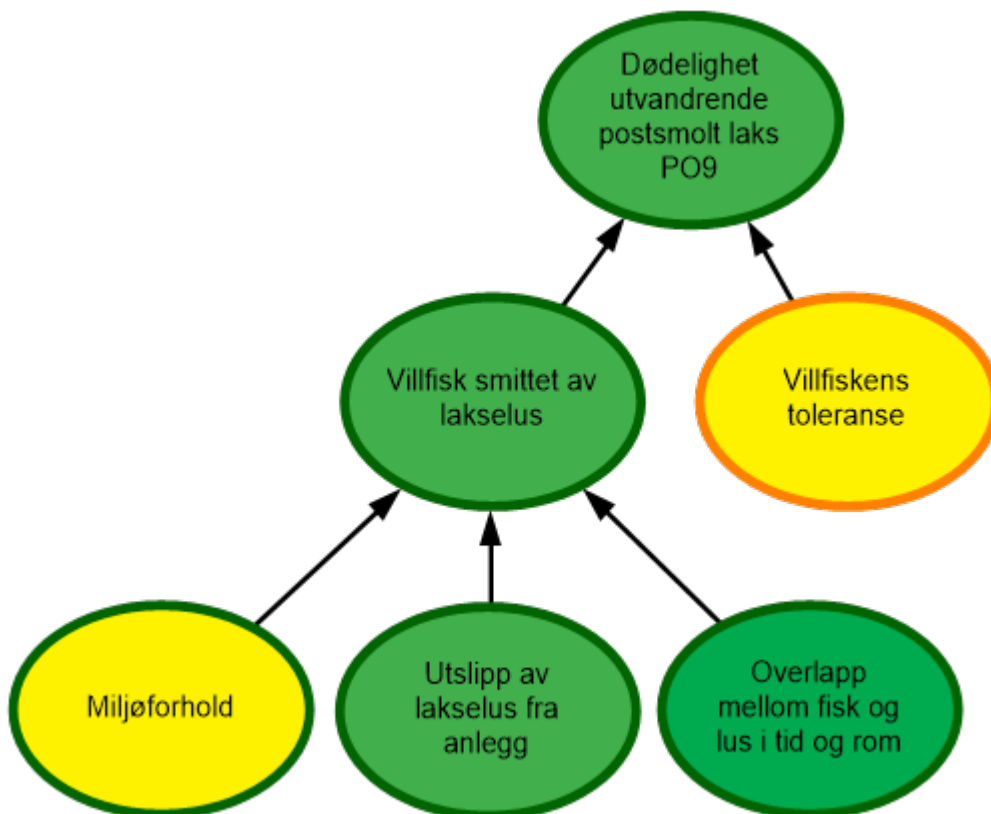 Dødelighet
utvandrende
postsmolt laks
PO9
Villfisk smittet av
lakselus
Villfiskens
toleranse
Miljøforhold
Utslipp av
lakselus fra
anlegg
Overlapp
mellom fisk og
lus i tid og rom